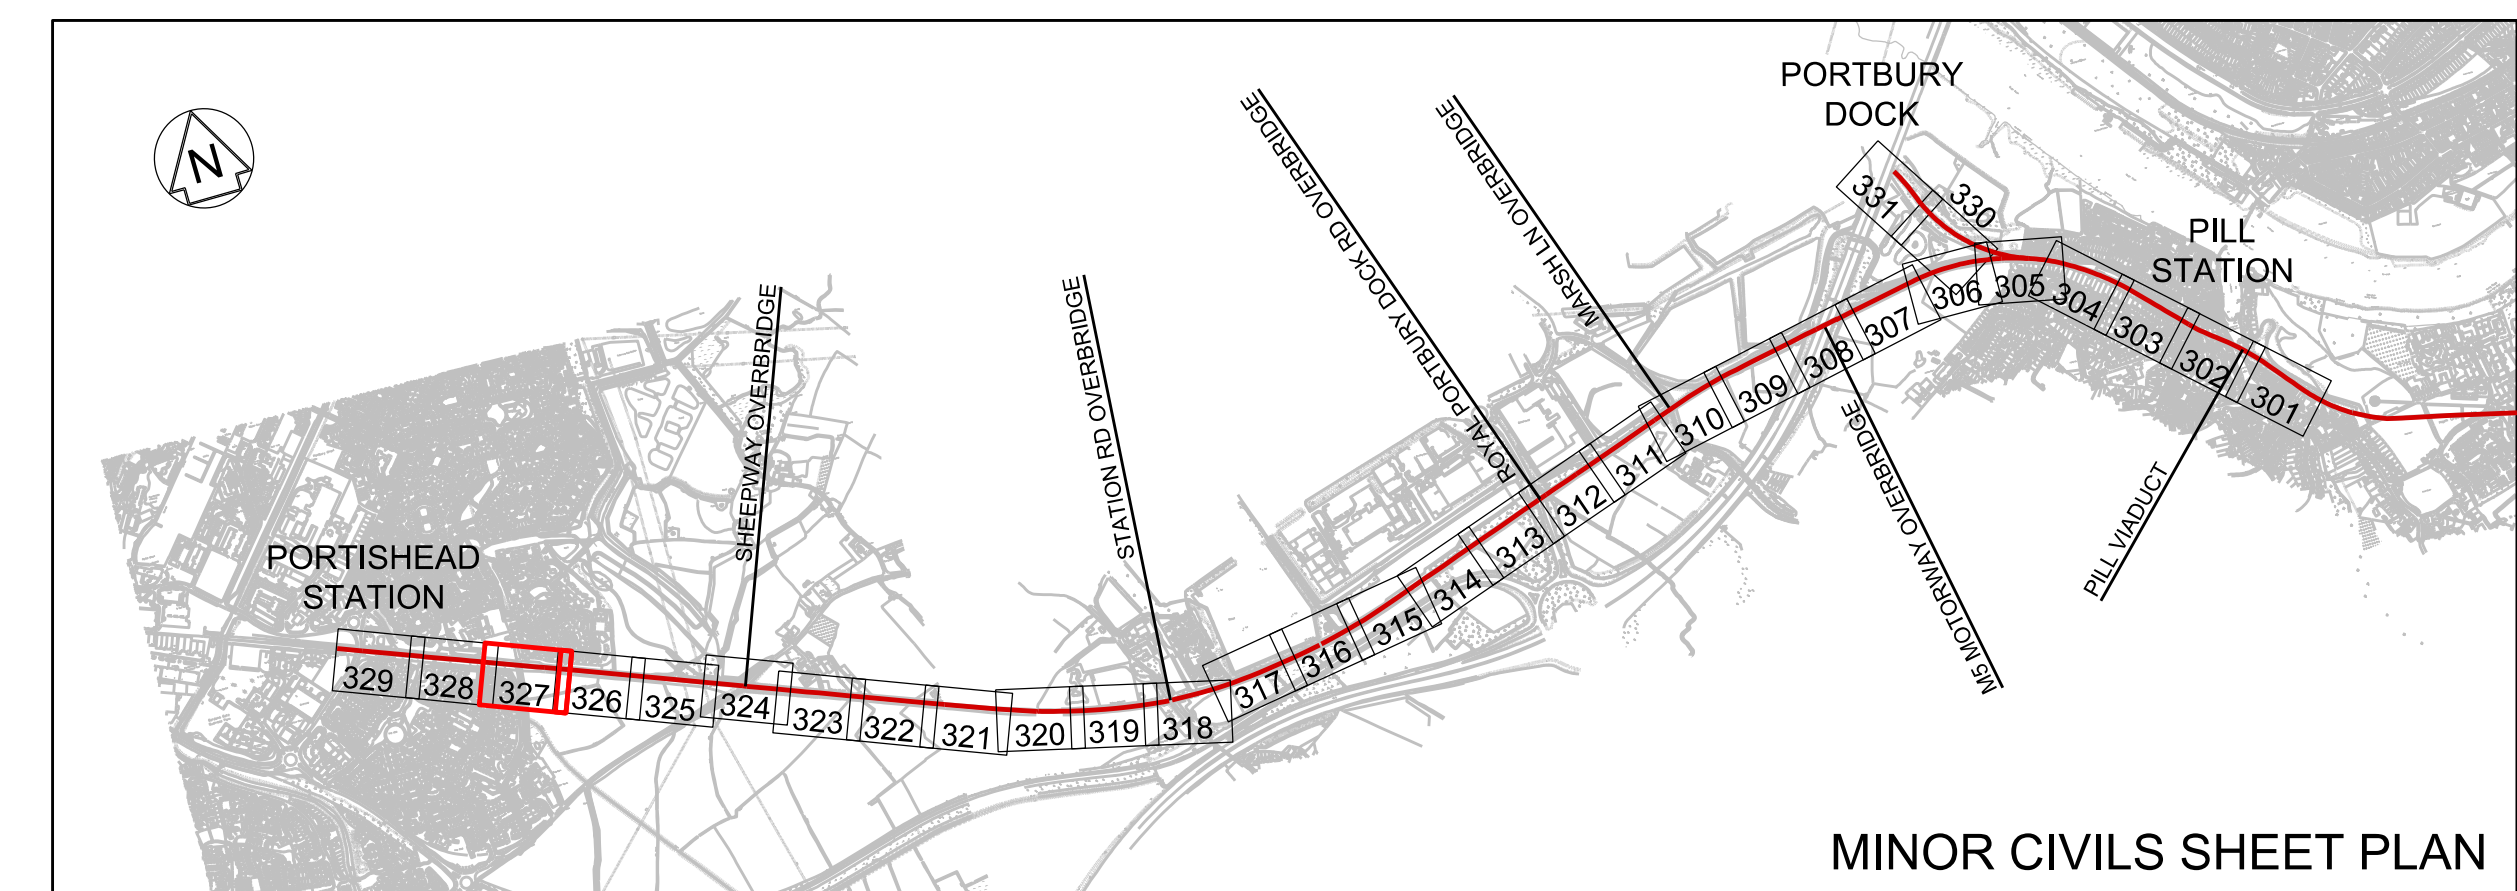 N
PORTISHEAD
STATION
SHEEPWAY OVERBRIDGE
STATION RD OVERBRIDGE
ROYAL PORTBURY DOCK RD OVERBRIDGE
MARSH LN OVERBRIDGE
PORTBURY
DOCK
PILL
STATION
M5 MOTORWAY OVERBRIDGE
PILL VIADUCT
329
328
327
326
325
324
323
322
321
320
319
318
317
316
315
314
313
312
311
310
309
308
307
306
305
304
303
302
301
331
330
MINOR CIVILS SHEET PLAN